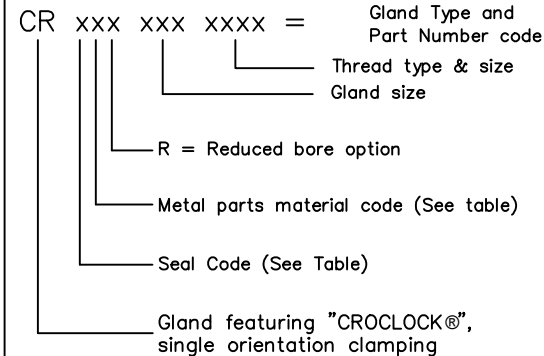 CR xxx xxx xxxx = Gland Type and
Part Number code
Thread type & size
Gland size
R = Reduced bore option
Metal parts material code (See table)
Seal Code (See Table)
Gland featuring "CROCLOCK®",
single orientation clamping